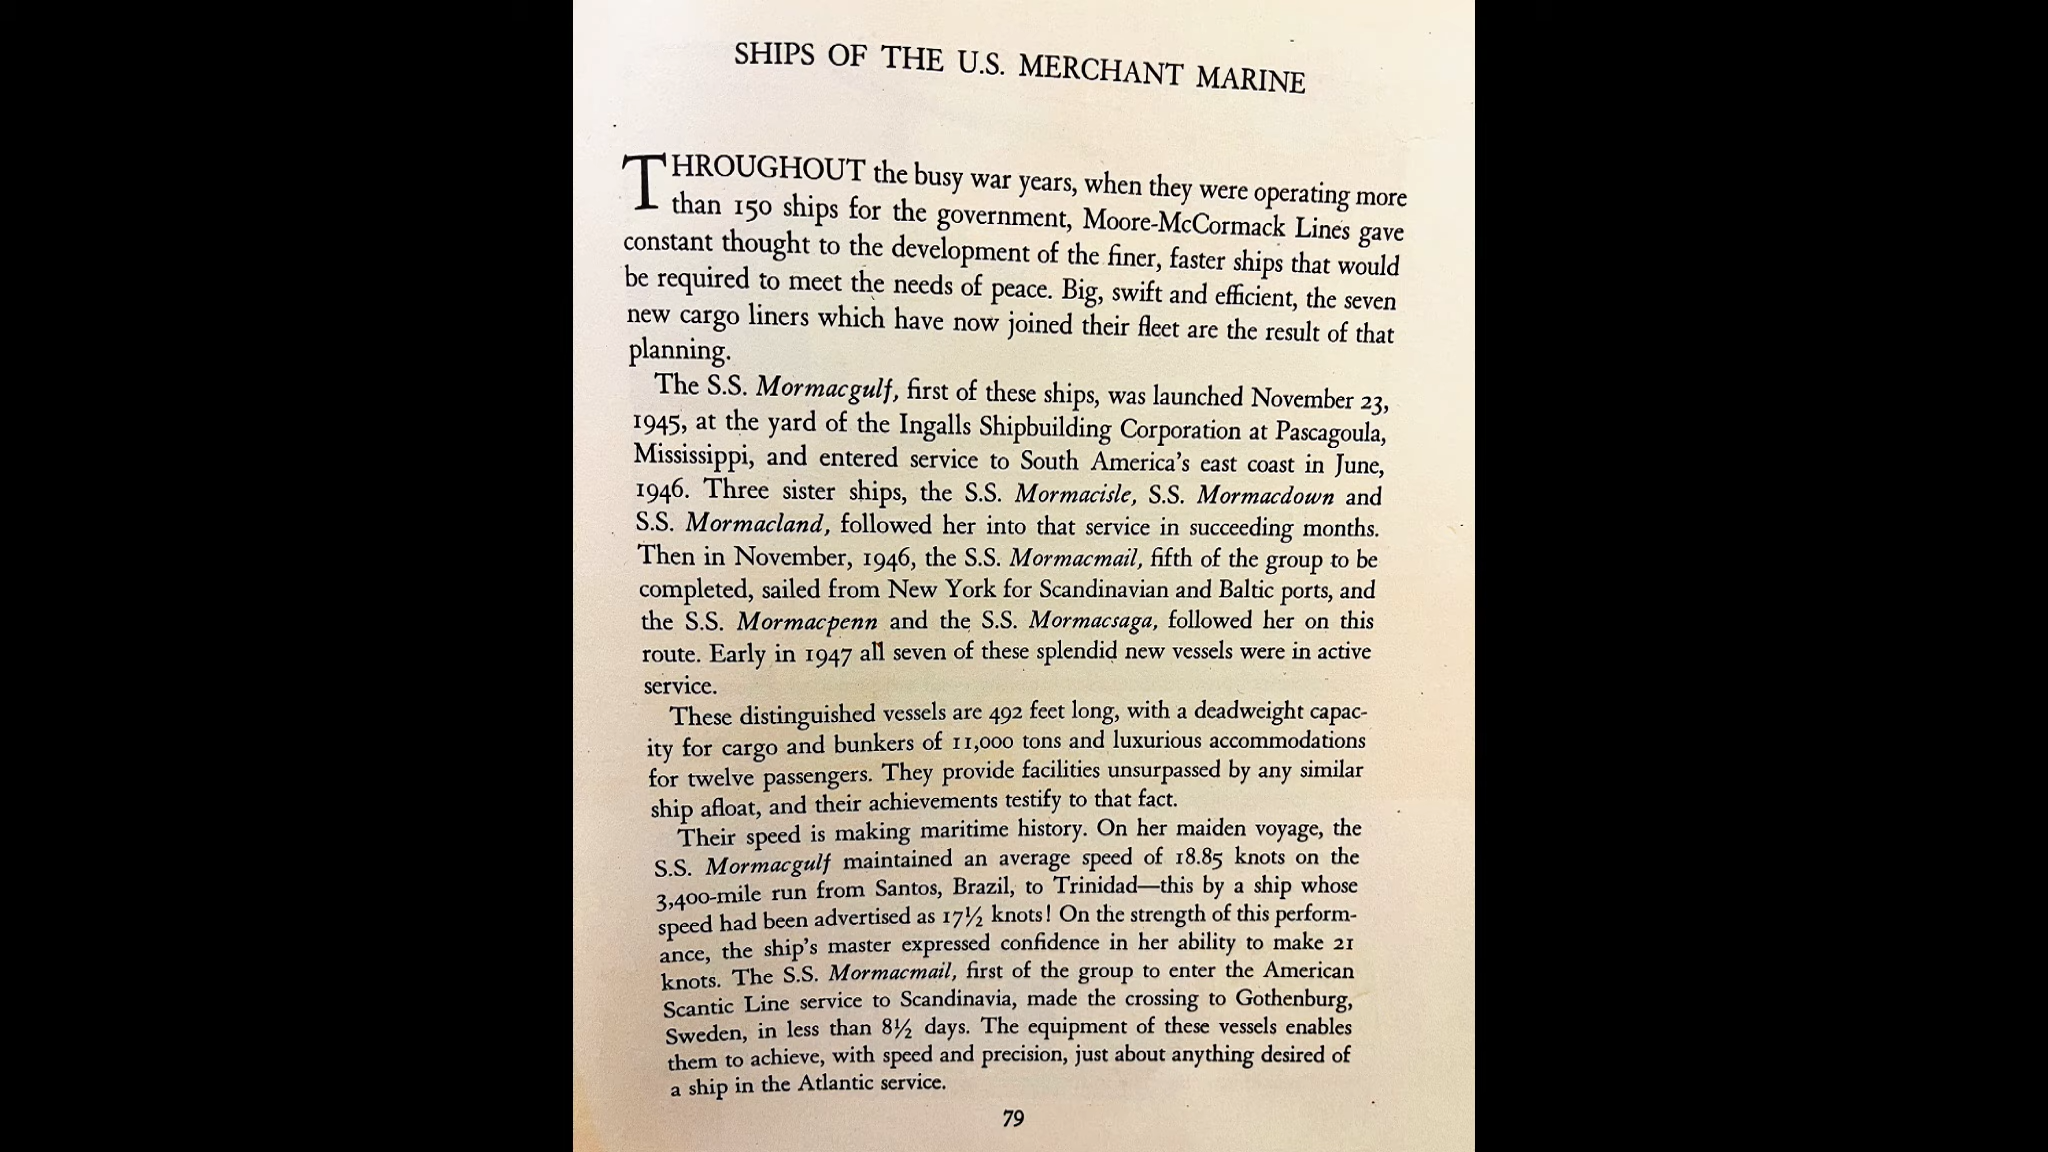 SHIPS OF THE U.S. MERCHANT MARINE
THROUGHOUT the busy war years, when they were operating more
than 150 ships for the government, Moore-McCormack Lines gave
constant thought to the development of the finer, faster ships that would
be required to meet the needs of peace. Big, swift and efficient, the seven
new cargo liners which have now joined their fleet are the result of that
planning.
The S.S. Mormacgulf, first of these ships, was launched November 23,
1945, at the yard of the Ingalls Shipbuilding Corporation at Pascagoula,
Mississippi, and entered service to South America's east coast in June,
1946. Three sister ships, the S.S. Mormacisle, S.S. Mormacdown and
S.S. Mormacland, followed her into that service in succeeding months.
Then in November, 1946, the S.S. Mormacmail, fifth of the group to be
completed, sailed from New York for Scandinavian and Baltic ports, and
the S.S. Mormacpenn and the S.S. Mormacsaga, followed her on this
route. Early in 1947 all seven of these splendid new vessels were in active
service.
These distinguished vessels are 492 feet long, with a deadweight capac-
ity for cargo and bunkers of 11,000 tons and luxurious accommodations
for twelve passengers. They provide facilities unsurpassed by any similar
ship afloat, and their achievements testify to that fact.
Their speed is making maritime history. On her maiden voyage, the
S.S. Mormacgulf maintained an average speed of 18.85 knots on the
3,400-mile run from Santos, Brazil, to Trinidad—this by a ship whose
speed had been advertised as 17½ knots! On the strength of this perform-
ance, the ship's master expressed confidence in her ability to make 21
knots. The S.S. Mormacmail, first of the group to enter the American
Scantic Line service to Scandinavia, made the crossing to Gothenburg,
Sweden, in less than 8½ days. The equipment of these vessels enables
them to achieve, with speed and precision, just about anything desired of
a ship in the Atlantic service.
79